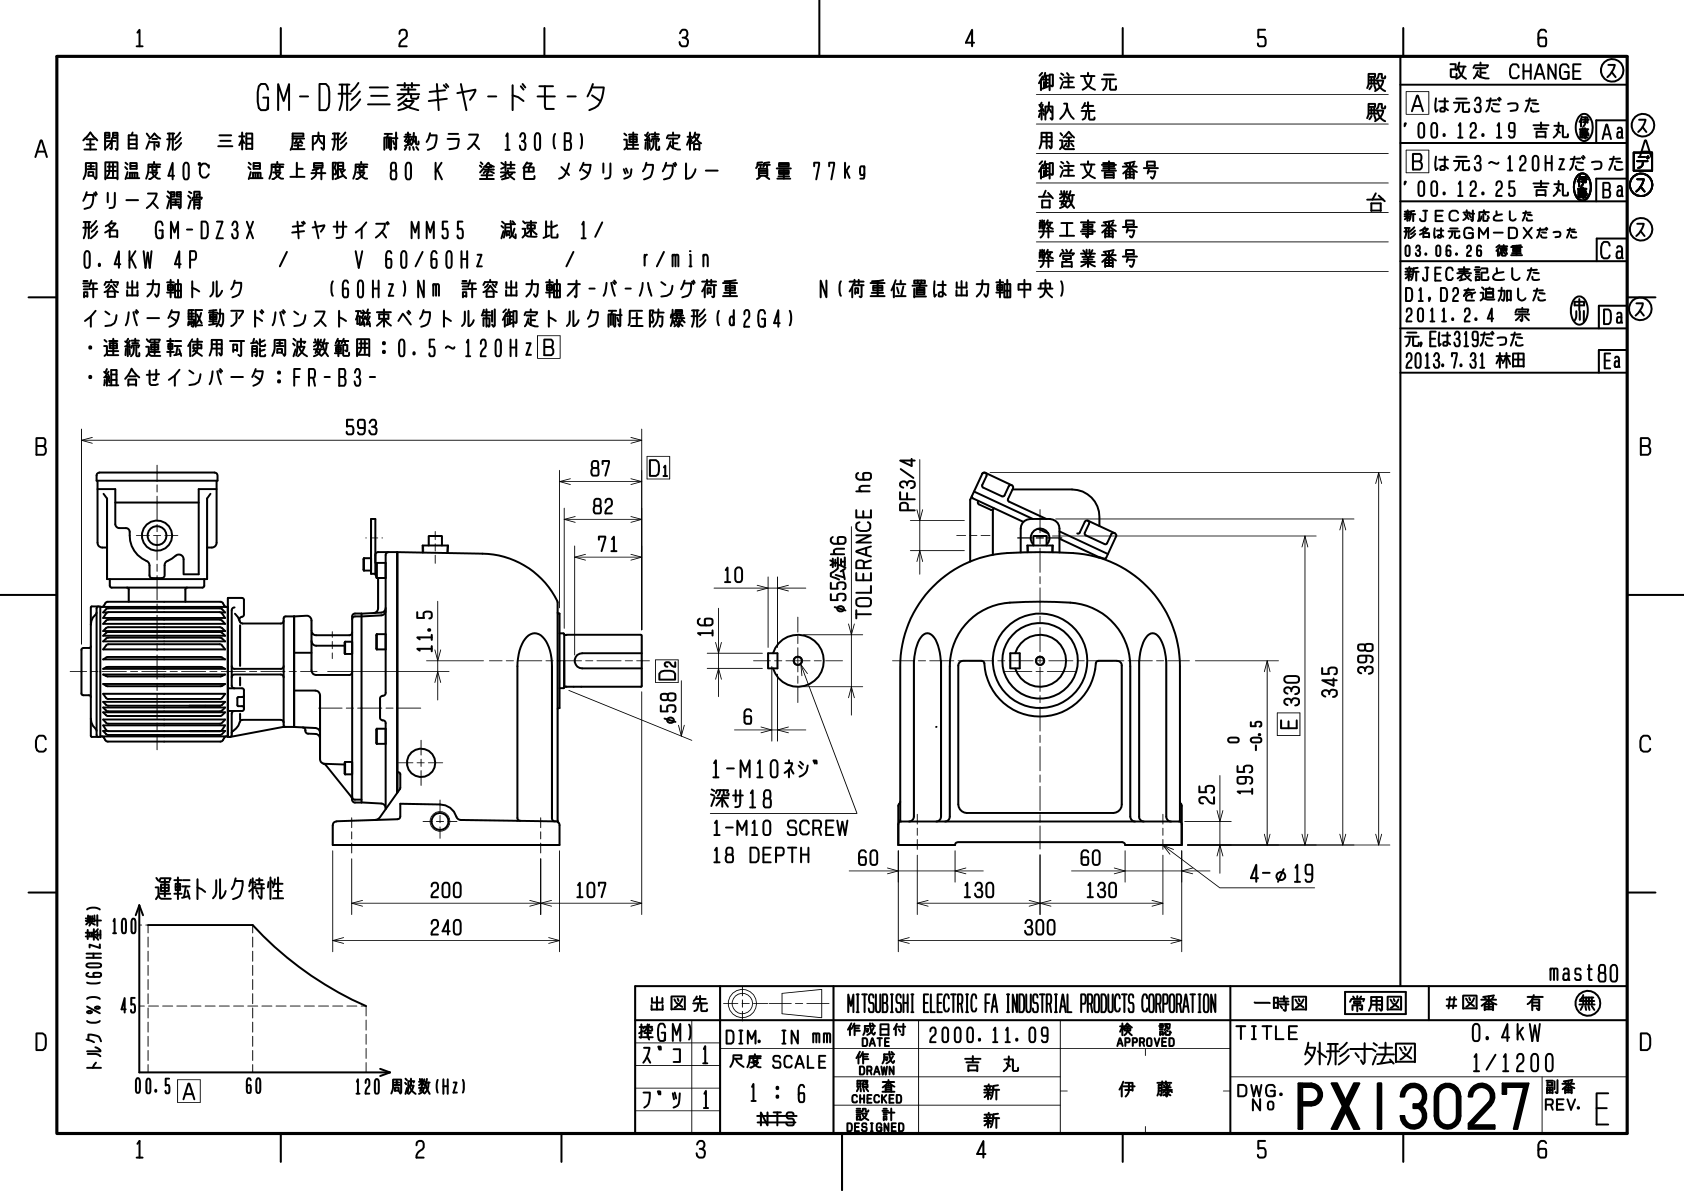 1 2 3 4 5 6
GM-D形三菱ギヤードモータ
全閉自冷形 三相 屋内形 耐熱クラス 130(B) 連続定格
周囲温度40℃ 温度上昇限度 80 K 塗装色 メタリックグレー 質量 77kg
グリース潤滑
形名 GM-DZ3X ギヤサイズ MM55 減速比 1/
0.4KW 4P / V 60/60Hz / r/min
許容出力軸トルク (60Hz)Nm 許容出力軸オーバーハング荷重 N(荷重位置は出力軸中央)
インバータ駆動アドバンスト磁束ベクトル制御定トルク耐圧防爆形(d2G4)
・連続運転使用可能周波数範囲:0.5~120Hz B
・組合せインバータ:FR-B3-
御注文元 殿
納入先 殿
用途
御注文書番号
台数 台
弊工事番号
弊営業番号
改定 CHANGE ス
A は元3だった
'00.12.19 吉丸 伊藤 Aa ス
A
B は元3~120Hzだった デ
'00.12.25 吉丸 伊藤 Ba ス
新JEC対応とした
形名は元GM-DXだった ス
03.06.26 徳重 Ca
新JEC表記とした
D1,D2を追加した
2011.2.4 宗 中川 Da ス
元,Eは319だった
2013.7.31 林田 Ea
A
B B
C C
D D
593
87 D1
82
71
11.5
φ58 D2
200 107
240
10
16
6
φ55公差h6
TOLERANCE h6
1-M10ネジ
深サ18
1-M10 SCREW
18 DEPTH
PF3/4
398
345
E 330
195 0 -0.5
25
60 60
4-φ19
130 130
300
運転トルク特性
トルク(%)(60Hz基準)
100
45
0 0.5 A 60 120 周波数(Hz)
mast80
出図先 MITSUBISHI ELECTRIC FA INDUSTRIAL PRODUCTS CORPORATION 一時図 常用図 #図番 有 無
GM) DIM. IN mm 作成日付 DATE 2000.11.09 検認 APPROVED TITLE 0.4kW
ズコ 1 尺度 SCALE 作成 DRAWN 吉丸 外形寸法図 1/1200
1 : 6 照査 CHECKED 新 伊藤 DWG. No PX13027 副番 REV. E
ブツ 1 NTS 設計 DESIGNED 新
1 2 3 4 5 6